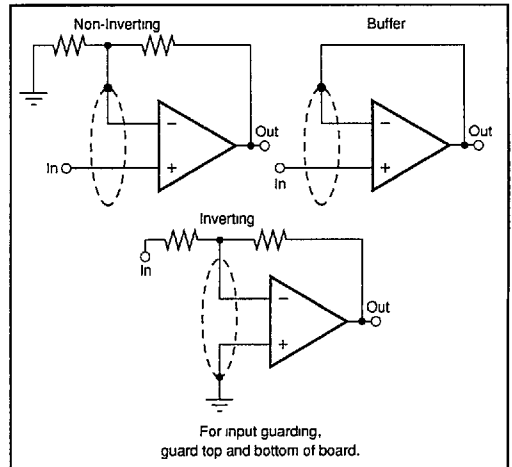 Non-Inverting
Buffer
−
+
In
Out
−
+
In
Out
Inverting
In
−
+
Out
For input guarding,
guard top and bottom of board.